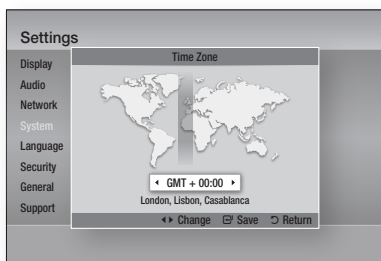 Settings
Display
Audio
Network
System
Language
Security
General
Support
Time Zone
GMT + 00:00
London, Lisbon, Casablanca
Change Save Return